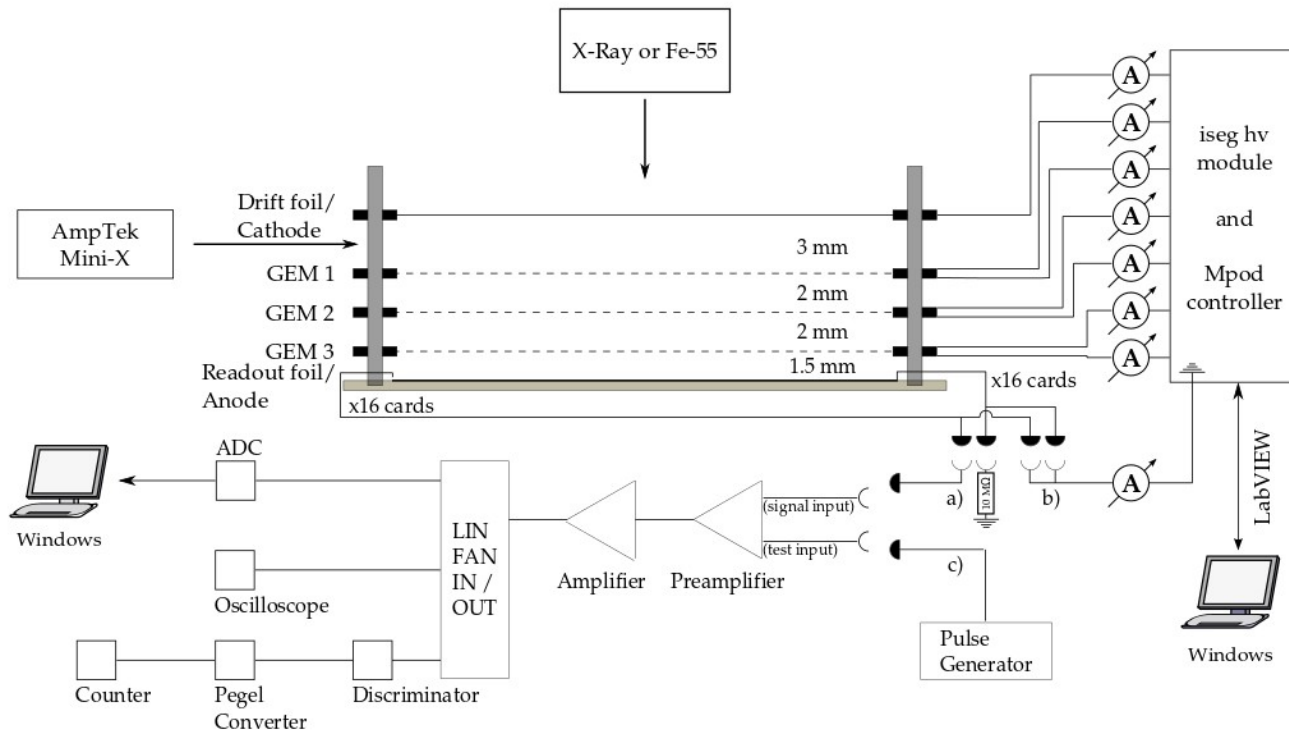 X-Ray or Fe-55
A
A
A
A
A
A
A
iseg hv
module
and
Mpod
controller
AmpTek
Mini-X
Drift foil/
Cathode
3 mm
GEM 1
2 mm
GEM 2
2 mm
GEM 3
1.5 mm
Readout foil/
Anode
x16 cards
x16 cards
ADC
Windows
LIN
FAN
IN /
OUT
Amplifier
Preamplifier
(signal input)
(test input)
a)
10 MΩ
b)
A
c)
LabVIEW
Oscilloscope
Pulse
Generator
Windows
Counter
Pegel
Converter
Discriminator